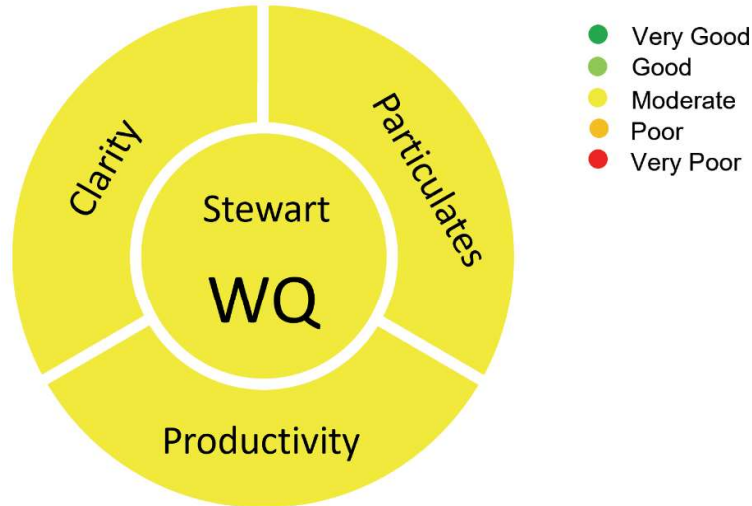 Clarity
Particulates
Stewart
WQ
Productivity
Very Good
Good
Moderate
Poor
Very Poor